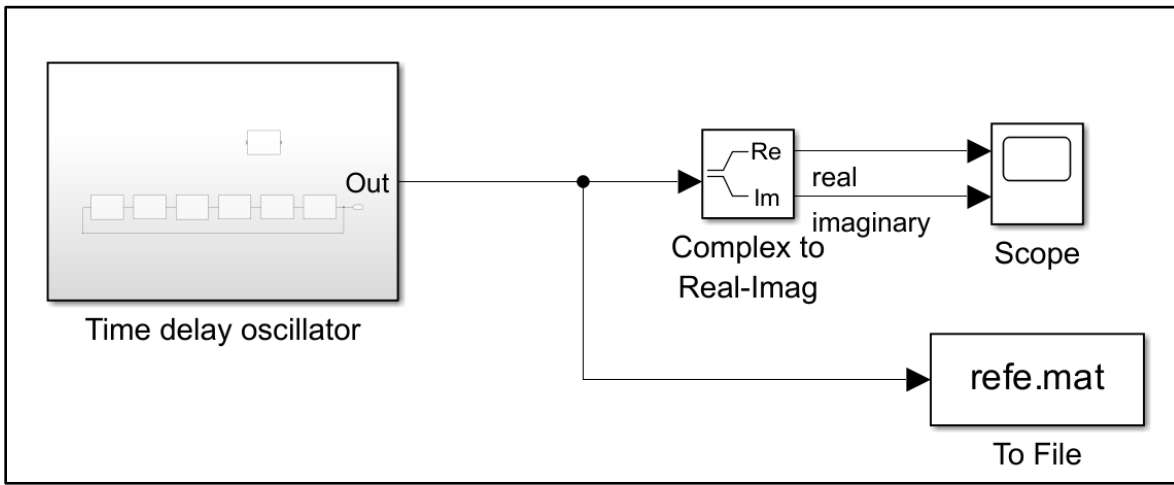 Out
Time delay oscillator
Re
Im
real
imaginary
Complex to
Real-Imag
Scope
refe.mat
To File